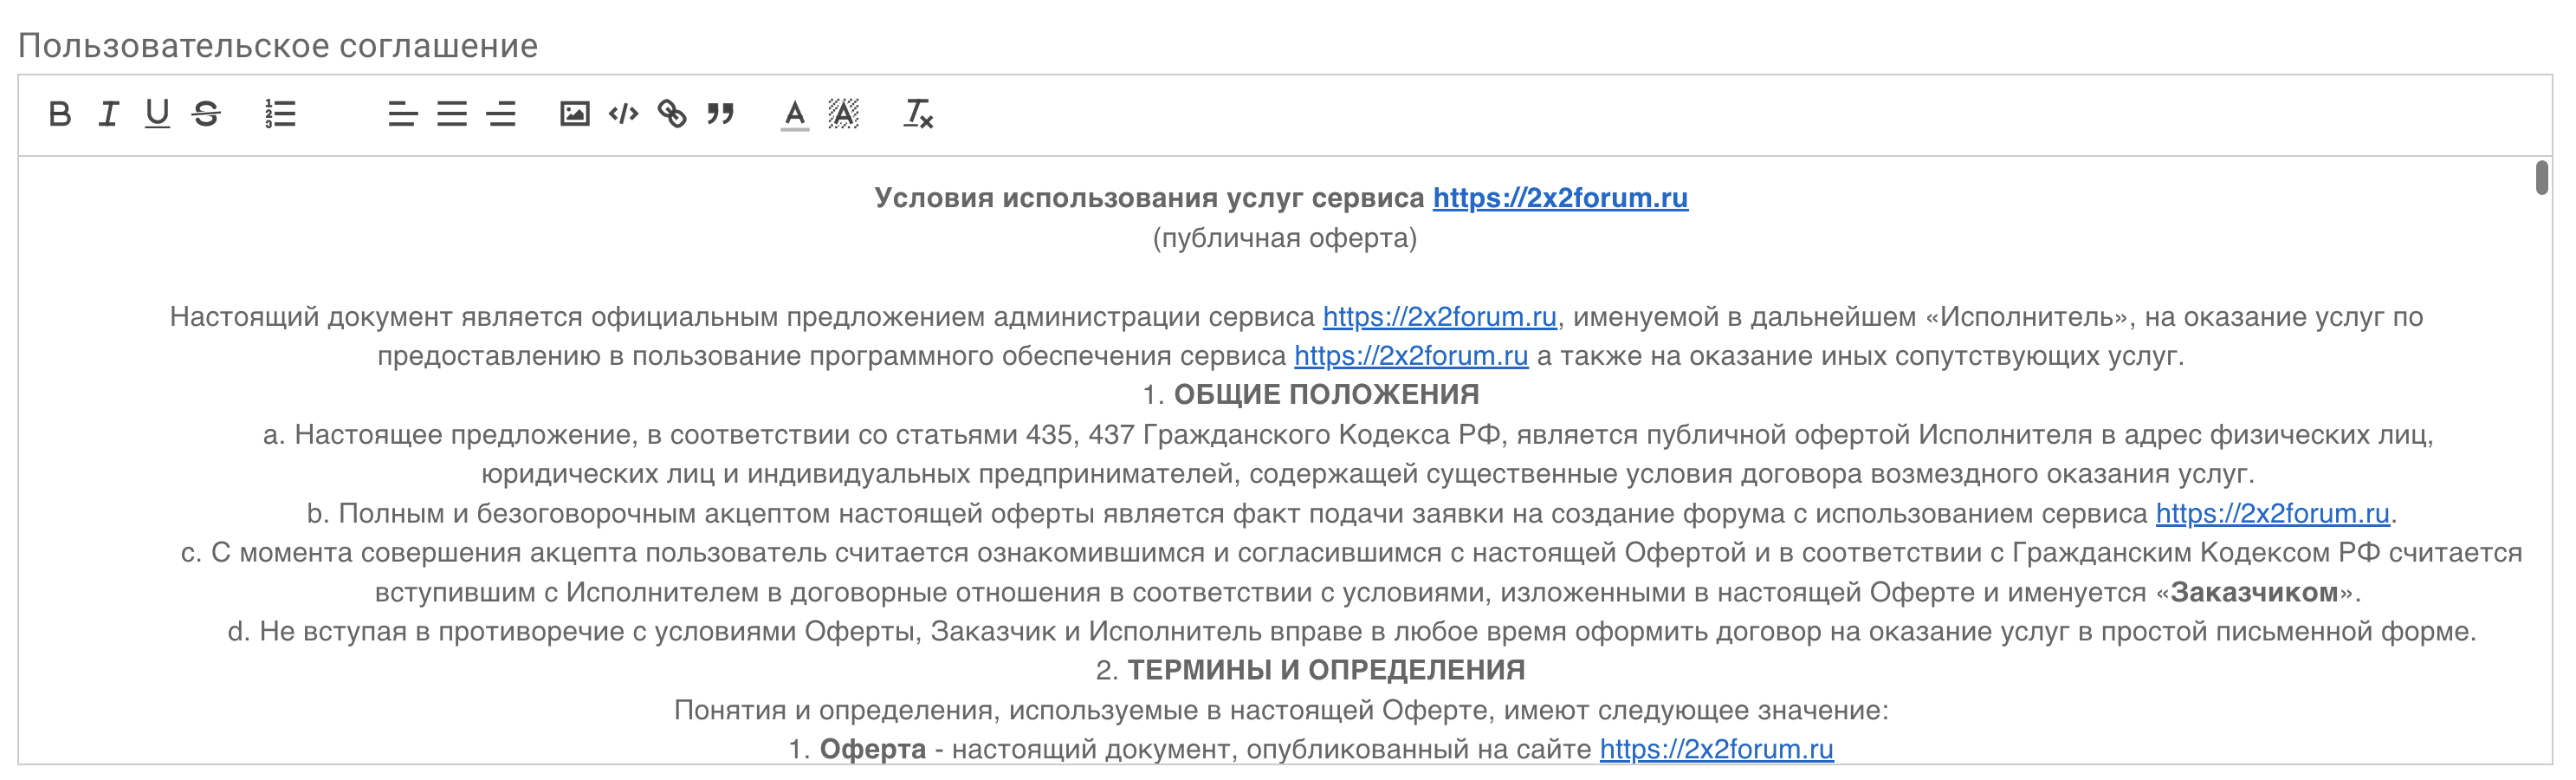 Пользовательское соглашение
Условия использования услуг сервиса https://2x2forum.ru
(публичная оферта)
Настоящий документ является официальным предложением администрации сервиса https://2x2forum.ru, именуемой в дальнейшем «Исполнитель», на оказание услуг по
предоставлению в пользование программного обеспечения сервиса https://2x2forum.ru а также на оказание иных сопутствующих услуг.
1. ОБЩИЕ ПОЛОЖЕНИЯ
a. Настоящее предложение, в соответствии со статьями 435, 437 Гражданского Кодекса РФ, является публичной офертой Исполнителя в адрес физических лиц,
юридических лиц и индивидуальных предпринимателей, содержащей существенные условия договора возмездного оказания услуг.
b. Полным и безоговорочным акцептом настоящей оферты является факт подачи заявки на создание форума с использованием сервиса https://2x2forum.ru.
c. С момента совершения акцепта пользователь считается ознакомившимся и согласившимся с настоящей Офертой и в соответствии с Гражданским Кодексом РФ считается
вступившим с Исполнителем в договорные отношения в соответствии с условиями, изложенными в настоящей Оферте и именуется «Заказчиком».
d. Не вступая в противоречие с условиями Оферты, Заказчик и Исполнитель вправе в любое время оформить договор на оказание услуг в простой письменной форме.
2. ТЕРМИНЫ И ОПРЕДЕЛЕНИЯ
Понятия и определения, используемые в настоящей Оферте, имеют следующее значение:
1. Оферта - настоящий документ, опубликованный на сайте https://2x2forum.ru